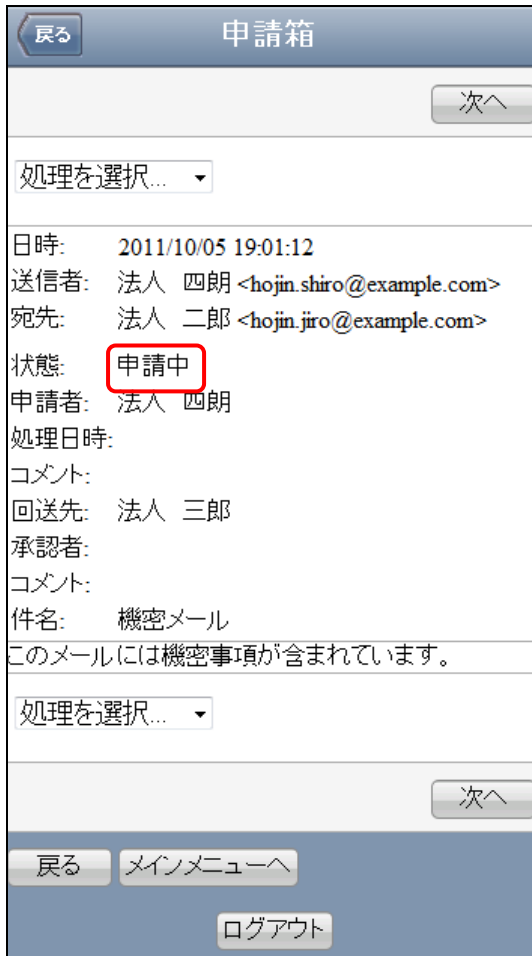 戻る
申請箱
次へ
処理を選択...
日時: 2011/10/05 19:01:12
送信者: 法人 四朗 <hojin.shiro@example.com>
宛先: 法人 二郎 <hojin.jiro@example.com>
状態: 申請中
申請者: 法人 四朗
処理日時:
コメント:
回送先: 法人 三郎
承認者:
コメント:
件名: 機密メール
このメールには機密事項が含まれています。
処理を選択...
次へ
戻る メインメニューへ
ログアウト